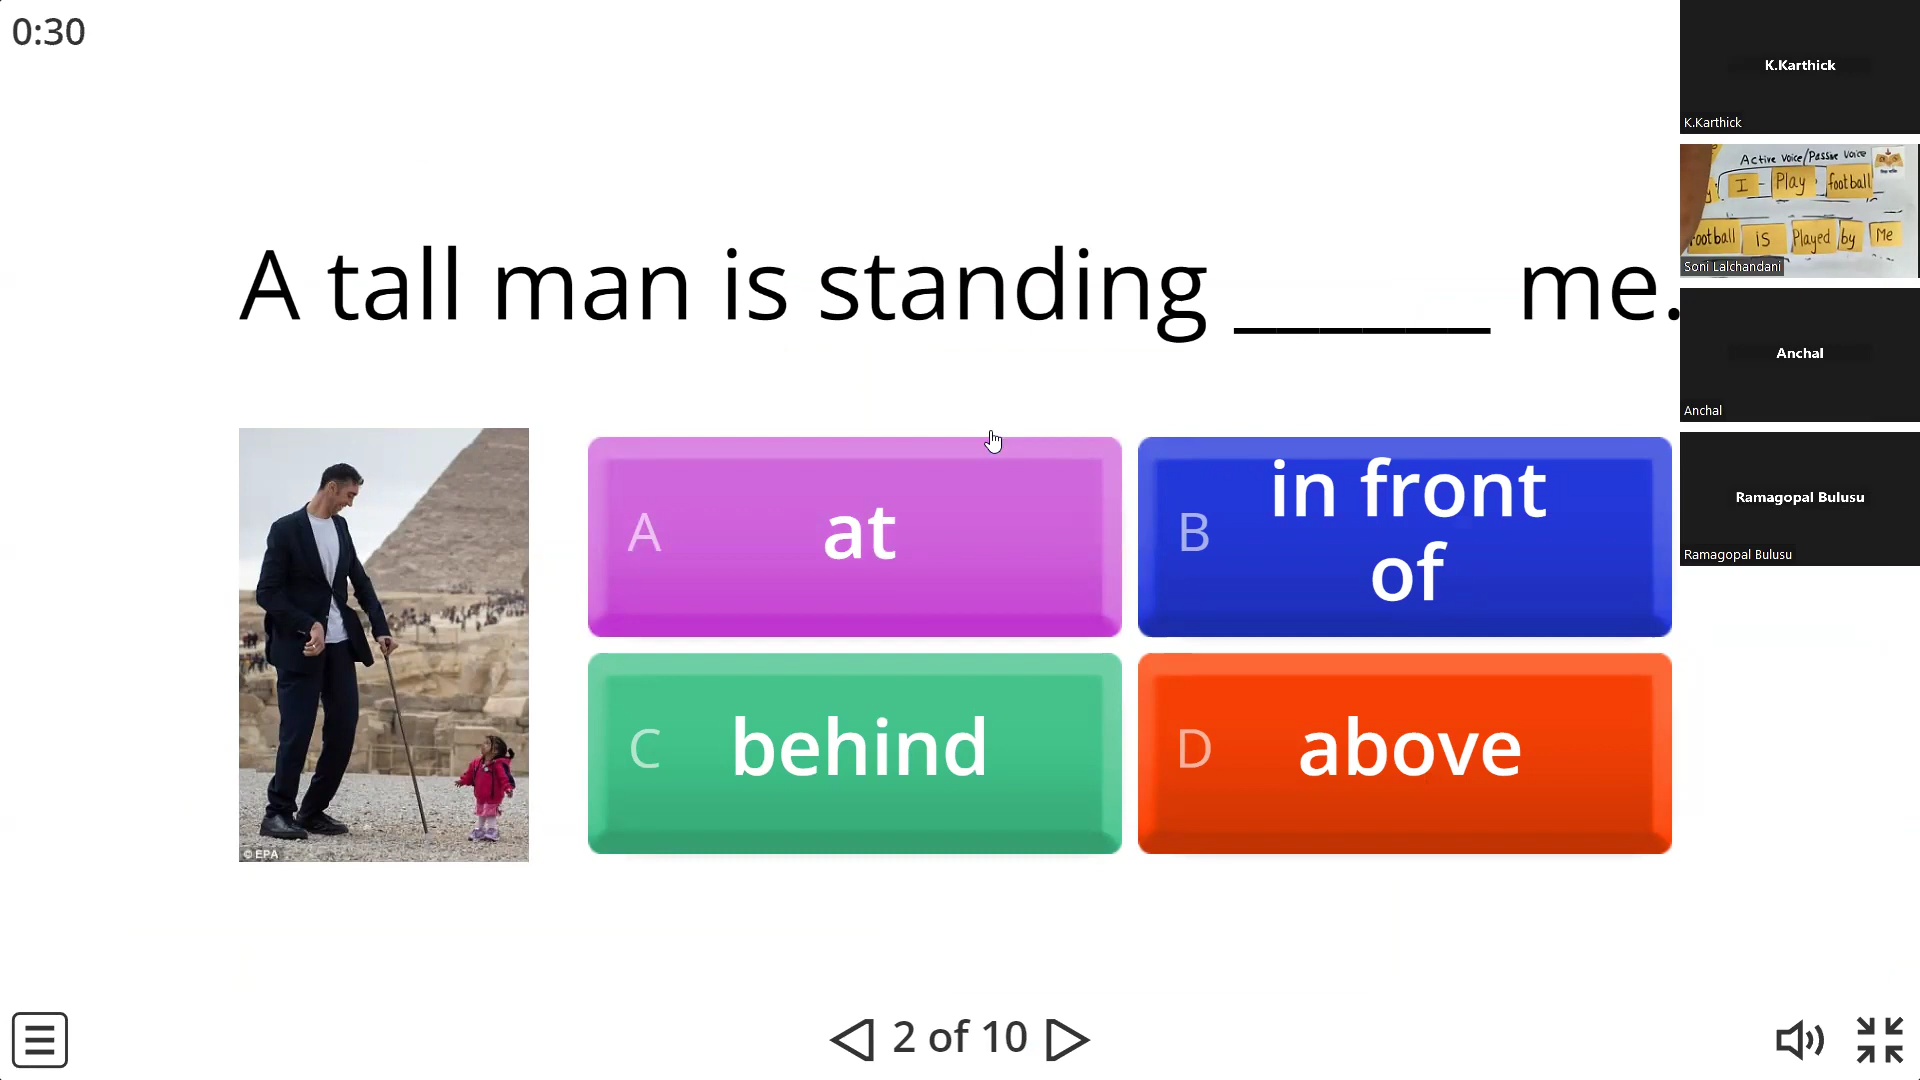 0:30
A tall man is standing ______ me.
A
at
B
in front
of
C
behind
D
above
© EPA
2 of 10
K.Karthick
K.Karthick
Active Voice/Passive Voice
I - Play football
football is Played by Me
Soni Lalchandani
Anchal
Anchal
Ramagopal Bulusu
Ramagopal Bulusu